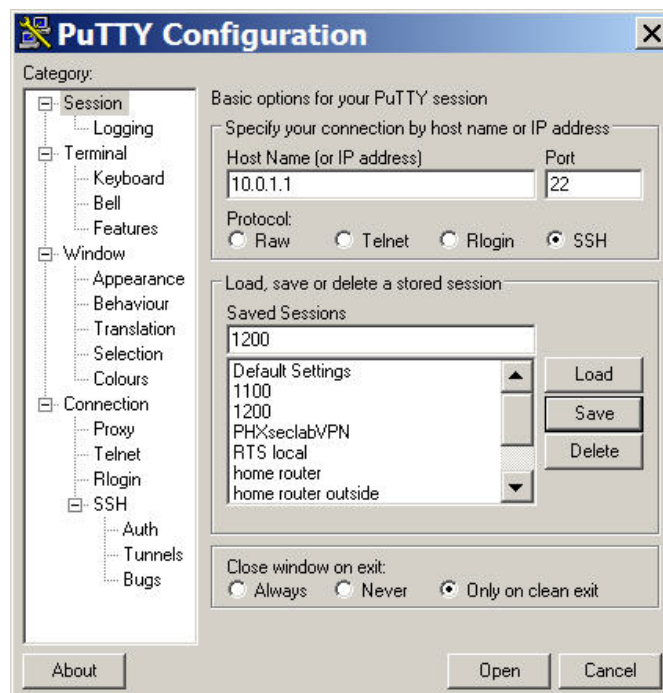 PuTTY Configuration
Category:
Session
Logging
Terminal
Keyboard
Bell
Features
Window
Appearance
Behaviour
Translation
Selection
Colours
Connection
Proxy
Telnet
Rlogin
SSH
Auth
Tunnels
Bugs
Basic options for your PuTTY session
Specify your connection by host name or IP address
Host Name (or IP address) Port
10.0.1.1 22
Protocol:
Raw Telnet Rlogin SSH
Load, save or delete a stored session
Saved Sessions
1200
Default Settings
1100
1200
PHXseclabVPN
RTS local
home router
home router outside
Load
Save
Delete
Close window on exit:
Always Never Only on clean exit
About Open Cancel